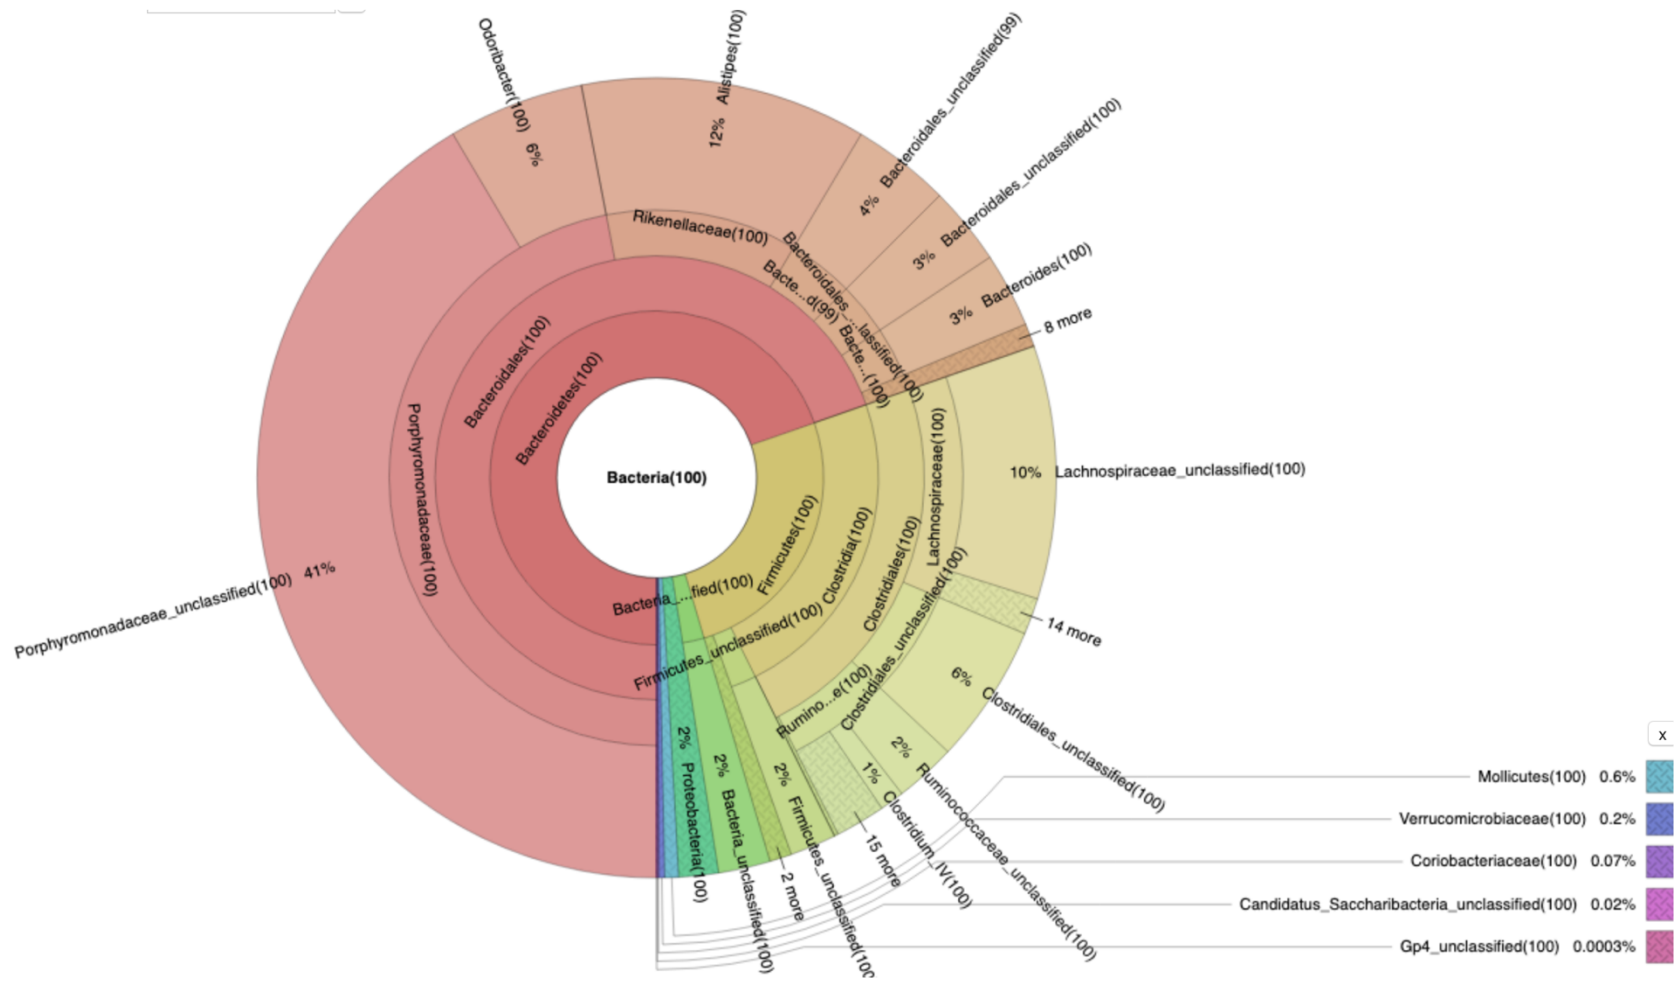 Odoribacter(100) 6%
12% Alistipes(100)
4% Bacteroidales_unclassified(99)
3% Bacteroidales_unclassified(100)
3% Bacteroides(100)
8 more
Rikenellaceae(100)
Bacteroidales_...lassified(100)
Bacte...d(99)
Bacte...(100)
Bacteroidales(100)
Bacteroidetes(100)
Porphyromonadaceae(100)
Porphyromonadaceae_unclassified(100) 41%
Bacteria(100)
Firmicutes(100)
Clostridia(100)
Clostridiales(100)
Lachnospiraceae(100)
10% Lachnospiraceae_unclassified(100)
14 more
Clostridiales_unclassified(100)
6% Clostridiales_unclassified(100)
Bacteria_...fied(100)
Firmicutes_unclassified(100)
Rumino...e(100)
2% Ruminococcaceae_unclassified(100)
1% Clostridium_IV(100)
15 more
2% Firmicutes_unclassified(100
2 more
2% Bacteria_unclassified(100)
2% Proteobacteria(100)
x
Mollicutes(100) 0.6%
Verrucomicrobiaceae(100) 0.2%
Coriobacteriaceae(100) 0.07%
Candidatus_Saccharibacteria_unclassified(100) 0.02%
Gp4_unclassified(100) 0.0003%